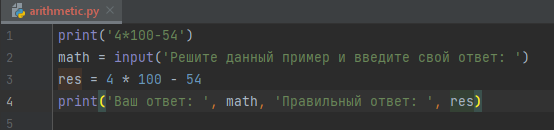 arithmetic.py
1 print('4*100-54')
2 math = input('Решите данный пример и введите свой ответ: ')
3 res = 4 * 100 - 54
4 print('Ваш ответ: ', math, 'Правильный ответ: ', res)
5